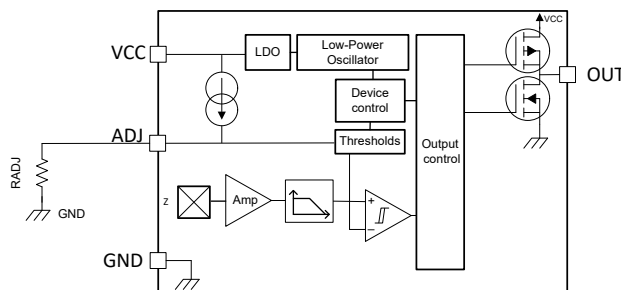 VCC
VCC
LDO
Low-Power
Oscillator
OUT
Device
control
ADJ
Thresholds
Output
control
RADJ
GND
Z
Amp
+
−
GND